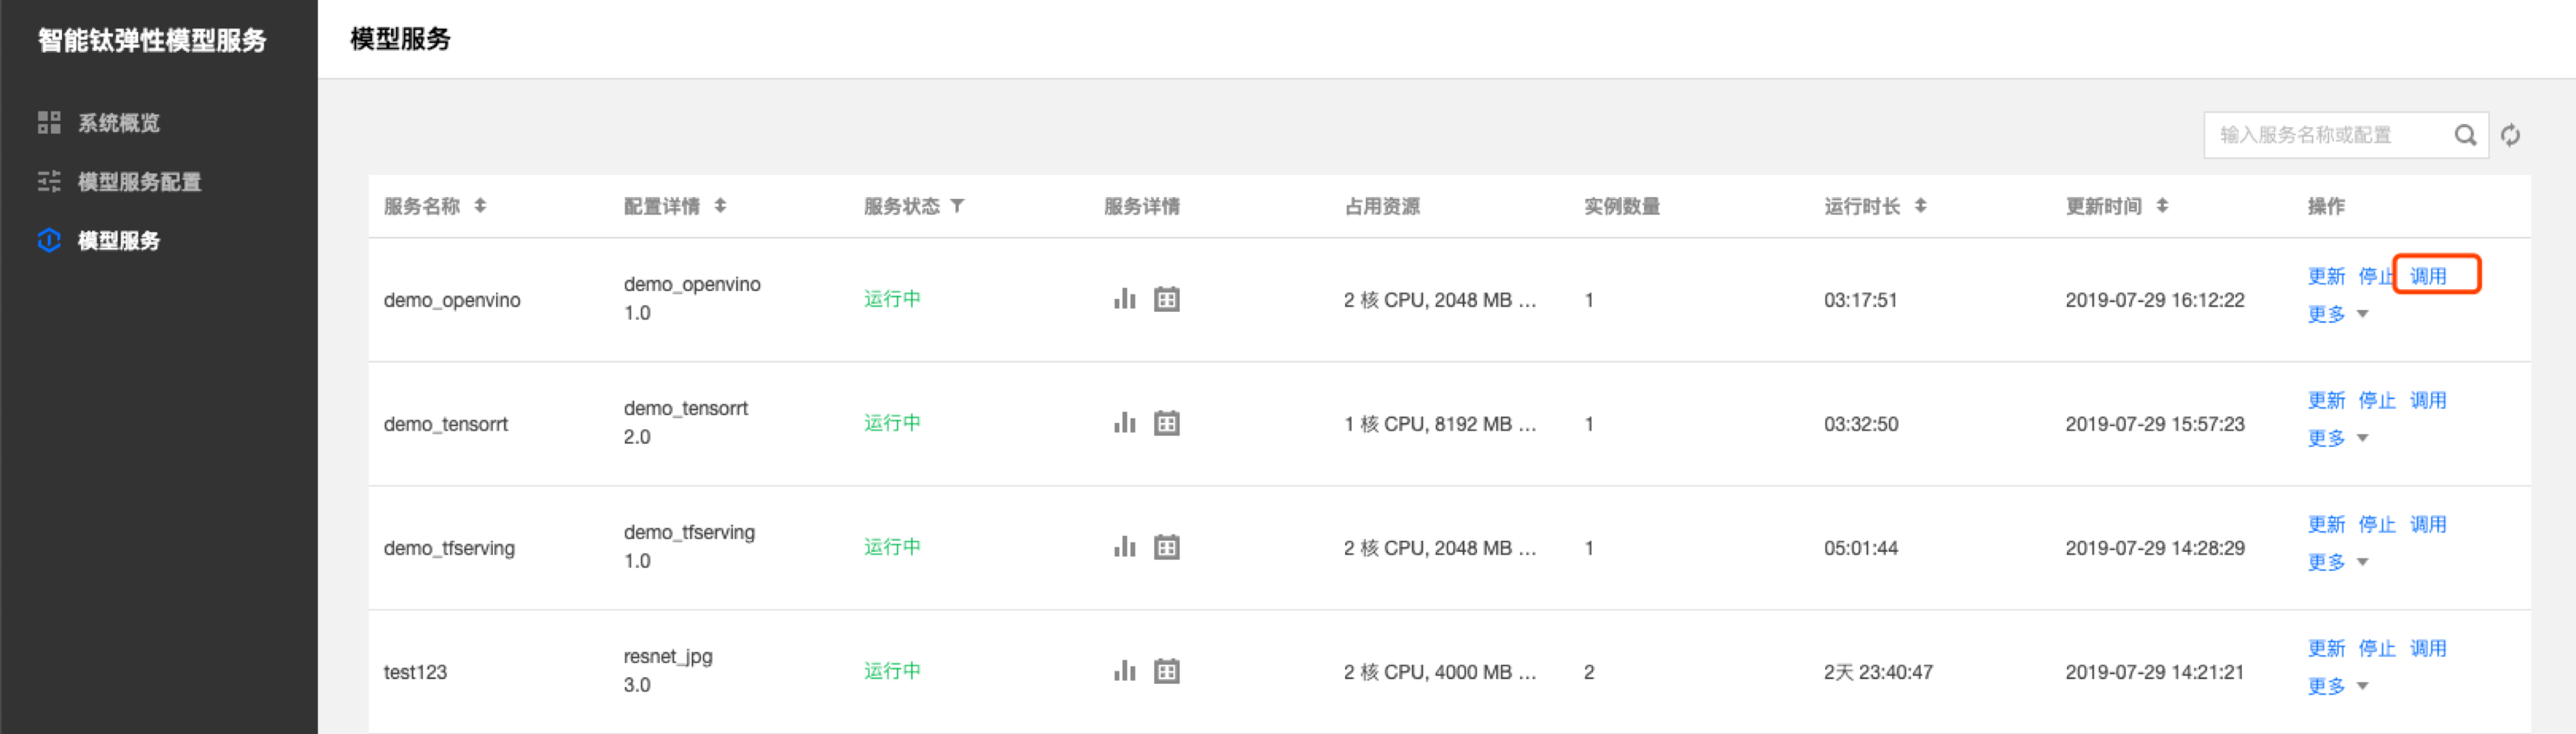 智能钛弹性模型服务
系统概览
模型服务配置
模型服务
模型服务
输入服务名称或配置
服务名称 配置详情 服务状态 服务详情 占用资源 实例数量 运行时长 更新时间 操作
demo_openvino demo_openvino 运行中 2 核 CPU, 2048 MB ... 1 03:17:51 2019-07-29 16:12:22 更新 停止 调用
1.0 更多
demo_tensorrt demo_tensorrt 运行中 1 核 CPU, 8192 MB ... 1 03:32:50 2019-07-29 15:57:23 更新 停止 调用
2.0 更多
demo_tfserving demo_tfserving 运行中 2 核 CPU, 2048 MB ... 1 05:01:44 2019-07-29 14:28:29 更新 停止 调用
1.0 更多
test123 resnet_jpg 运行中 2 核 CPU, 4000 MB ... 2 2天 23:40:47 2019-07-29 14:21:21 更新 停止 调用
3.0 更多